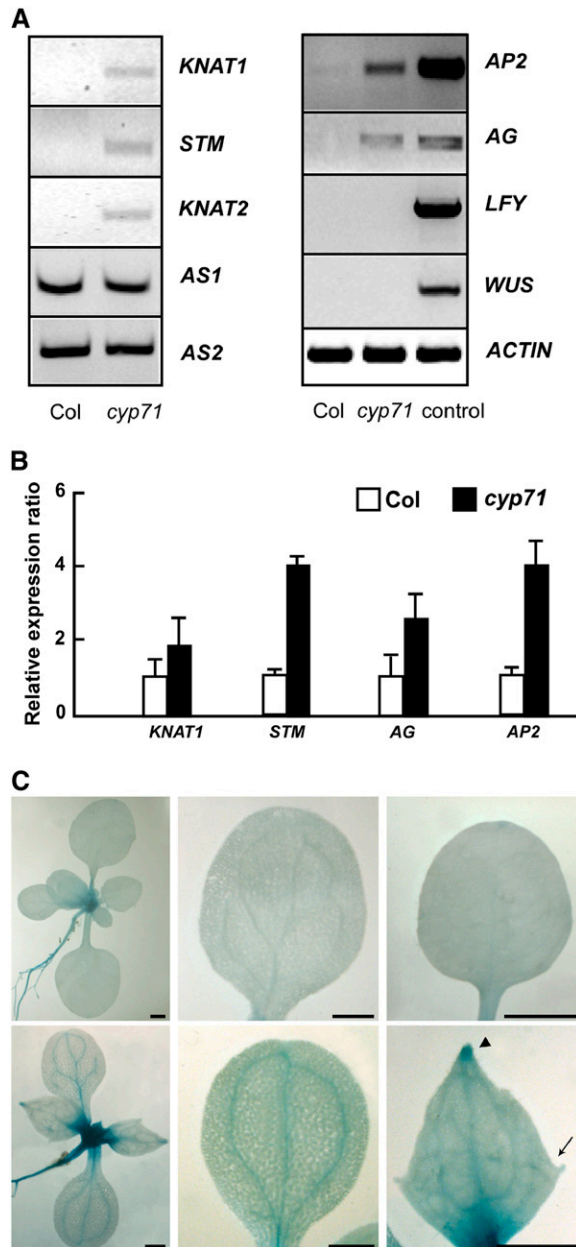 A
KNAT1
STM
KNAT2
AS1
AS2
Col cyp71
AP2
AG
LFY
WUS
ACTIN
Col cyp71 control
B
Relative expression ratio
6
4
2
0
Col cyp71
KNAT1 STM AG AP2
C